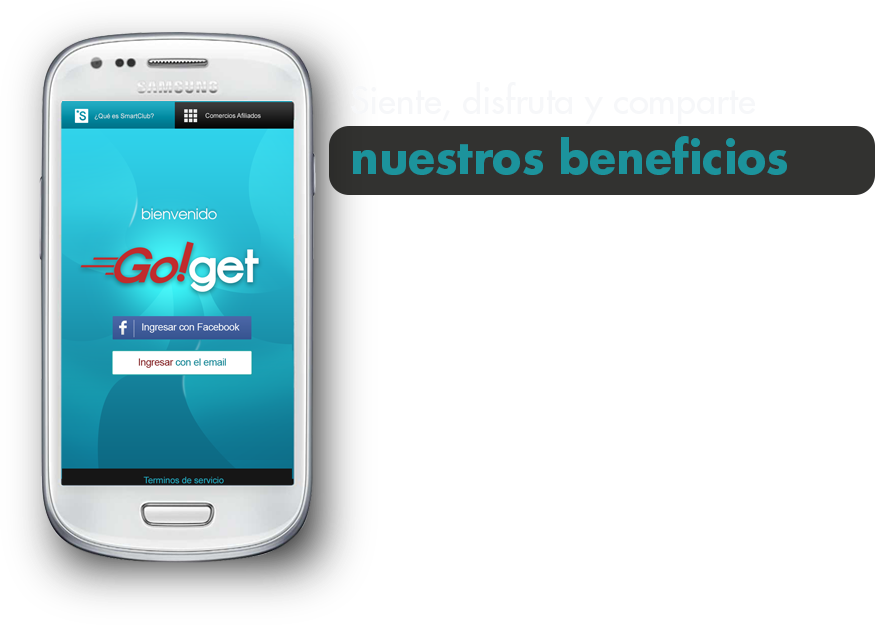 SAMSUNG
¿Qué es SmartClub?
Comercios Afiliados
bienvenido
Go!get
f Ingresar con Facebook
Ingresar con el email
Terminos de servicio
Siente, disfruta y comparte
nuestros beneficios